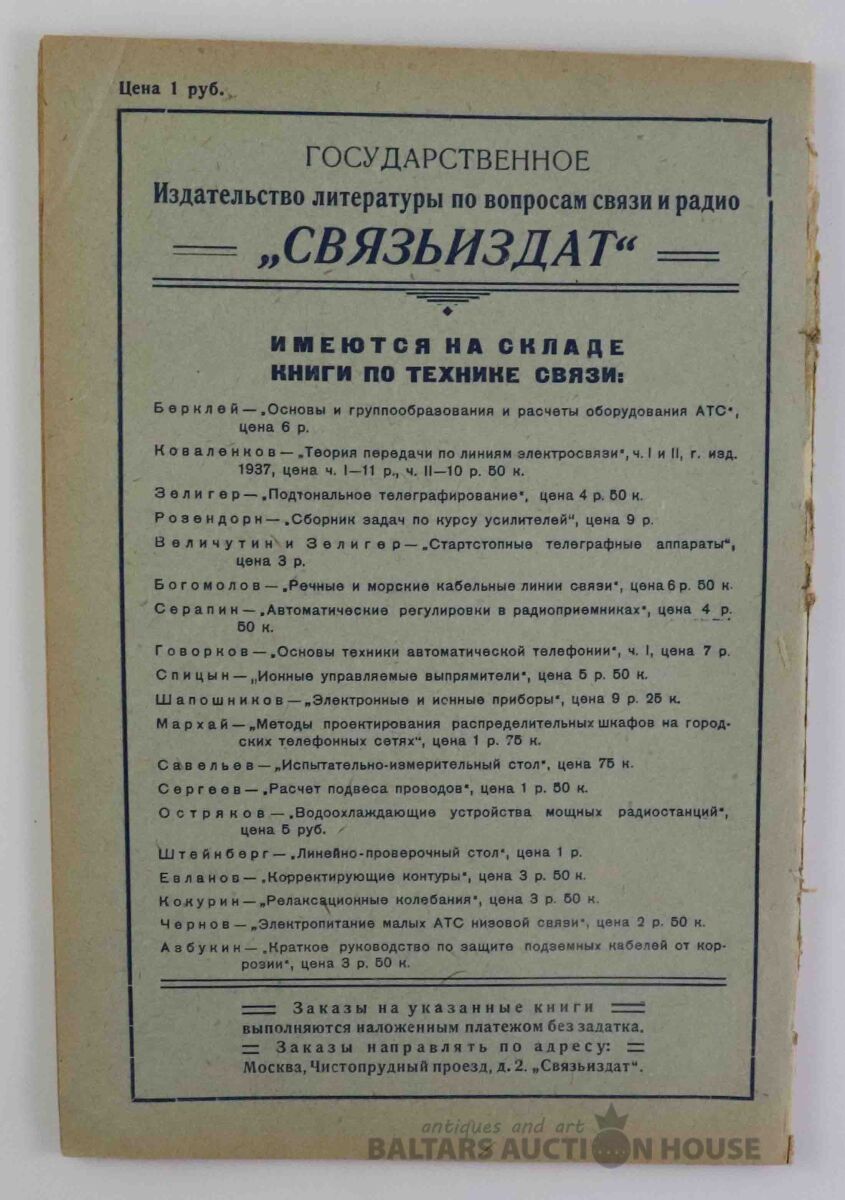 Цена 1 руб.
ГОСУДАРСТВЕННОЕ
Издательство литературы по вопросам связи и радио
„СВЯЗЬИЗДАТ“
ИМЕЮТСЯ НА СКЛАДЕ
КНИГИ ПО ТЕХНИКЕ СВЯЗИ:
Берклей—„Основы и группообразования и расчеты оборудования АТС“,
цена 6 р.
Коваленков—„Теория передачи по линиям электросвязи“, ч. I и II, г. изд.
1937, цена ч. I—11 р., ч. II—10 р. 50 к.
Зелигер—„Подтональное телеграфирование“, цена 4 р. 50 к.
Розендорн—„Сборник задач по курсу усилителей“, цена 9 р.
Величутин и Зелигер—„Стартстопные телеграфные аппараты“,
цена 3 р.
Богомолов—„Речные и морские кабельные линии связи“, цена 6 р. 50 к.
Серапин—„Автоматические регулировки в радиоприемниках“, цена 4 р.
50 к.
Говорков—„Основы техники автоматической телефонии“, ч. I, цена 7 р.
Спицын—„Ионные управляемые выпрямители“, цена 5 р. 50 к.
Шапошников—„Электронные и ионные приборы“, цена 9 р. 25 к.
Мархай—„Методы проектирования распределительных шкафов на город-
ских телефонных сетях“, цена 1 р. 75 к.
Савельев—„Испытательно-измерительный стол“, цена 75 к.
Сергеев—„Расчет подвеса проводов“, цена 1 р. 50 к.
Остряков—„Водоохлаждающие устройства мощных радиостанций“,
цена 5 руб.
Штейнберг—„Линейно-проверочный стол“, цена 1 р.
Евланов—„Корректирующие контуры“, цена 3 р. 50 к.
Кокурин—„Релаксационные колебания“, цена 3 р. 50 к.
Чернов—„Электропитание малых АТС низовой связи“, цена 2 р. 50 к.
Азбукин—„Краткое руководство по защите подземных кабелей от кор-
розии“, цена 3 р. 50 к.
Заказы на указанные книги
выполняются наложенным платежом без задатка.
Заказы направлять по адресу:
Москва, Чистопрудный проезд, д. 2. „Связьиздат“.
antiques and art
BALTARS AUCTION HOUSE